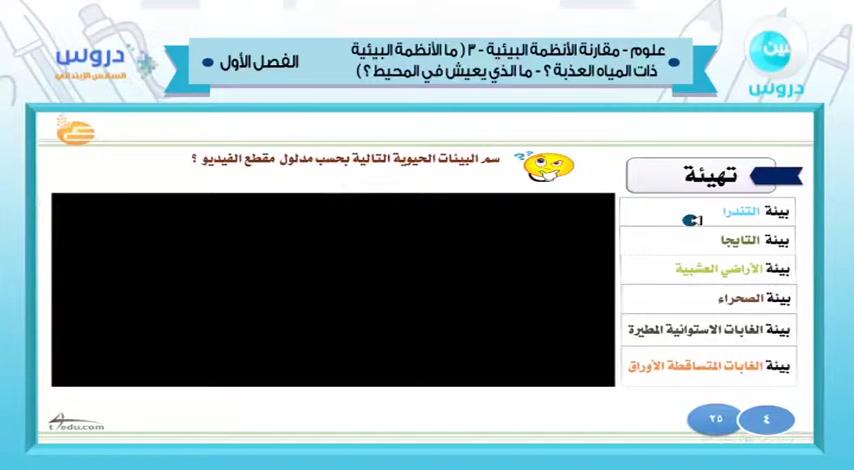 علوم - مقارنة الأنظمة البيئية - ٣ ( ما الأنظمة البيئية
ذات المياه العذبة ؟ - ما الذي يعيش في المحيط ؟ )
الفصل الأول
عين
دروس
دروس
السادس الإبتدائي
تهيئة
سم البيئات الحيوية التالية بحسب مدلول مقطع الفيديو ؟
??
بيئة التندرا
بيئة التايجا
بيئة الأراضي العشبية
بيئة الصحراء
بيئة الغابات الاستوائية المطيرة
بيئة الغابات المتساقطة الأوراق
٤
٢٥
t4edu.com